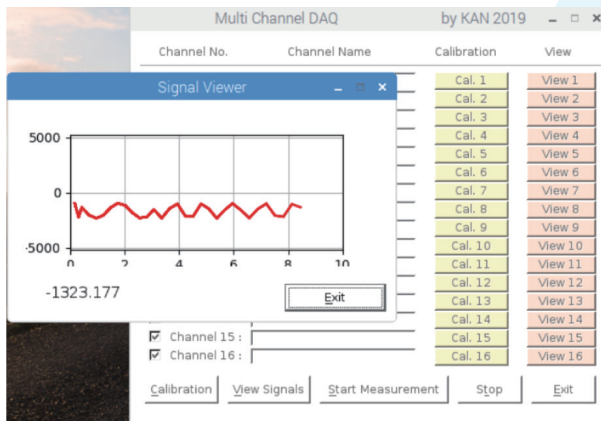 Multi Channel DAQ by KAN 2019
Channel No. Channel Name Calibration View
Cal. 1 View 1
Signal Viewer
Cal. 2 View 2
Cal. 3 View 3
5000
Cal. 4 View 4
Cal. 5 View 5
Cal. 6 View 6
0
Cal. 7 View 7
Cal. 8 View 8
Cal. 9 View 9
-5000
Cal. 10 View 10
0 2 4 6 8 10
Cal. 11 View 11
-1323.177
Exit
Cal. 12 View 12
Cal. 13 View 13
Cal. 14 View 14
Channel 15 : Cal. 15 View 15
Channel 16 : Cal. 16 View 16
Calibration View Signals Start Measurement Stop Exit